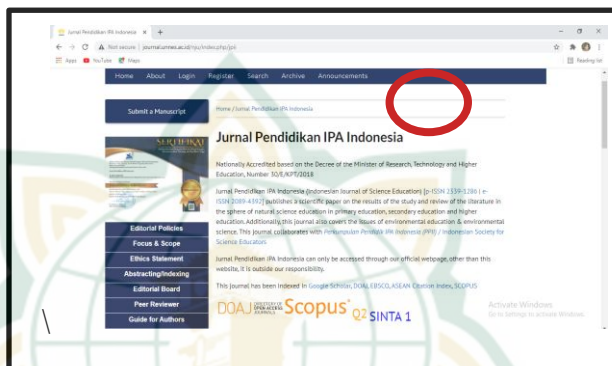 Jurnal Pendidikan IPA Indonesia
Not secure | journal.unnes.ac.id/nju/index.php/jpii
Apps YouTube Maps Reading list
Home About Login Register Search Archive Announcements
Submit a Manuscript
Home / Jurnal Pendidikan IPA Indonesia
SERTIFIKAT
Jurnal Pendidikan IPA Indonesia
Nationally Accredited based on the Decree of the Minister of Research, Technology and Higher
Education, Number 30/E/KPT/2018
Jurnal Pendidikan IPA Indonesia (Indonesian Journal of Science Education) [p-ISSN 2339-1286 | e-
ISSN 2089-4392] publishes a scientific paper on the results of the study and review of the literature in
the sphere of natural science education in primary education, secondary education and higher
education. Additionally, this journal also covers the issues of environmental education & environmental
science. This journal collaborates with Perkumpulan Pendidik IPA Indonesia (PPII) / Indonesian Society for
Science Educators
Jurnal Pendidikan IPA Indonesia can only be accessed through our official webpage, other than this
website, it is outside our responsibility.
This journal has been indexed in Google Scholar, DOAJ, EBSCO, ASEAN Citation Index, SCOPUS
Editorial Policies
Focus & Scope
Ethics Statement
Abstracting/Indexing
Editorial Board
Peer Reviewer
Guide for Authors
DOAJ DIRECTORY OF OPEN ACCESS JOURNALS Scopus Q2 SINTA 1
Activate Windows
Go to Settings to activate Windows.
\